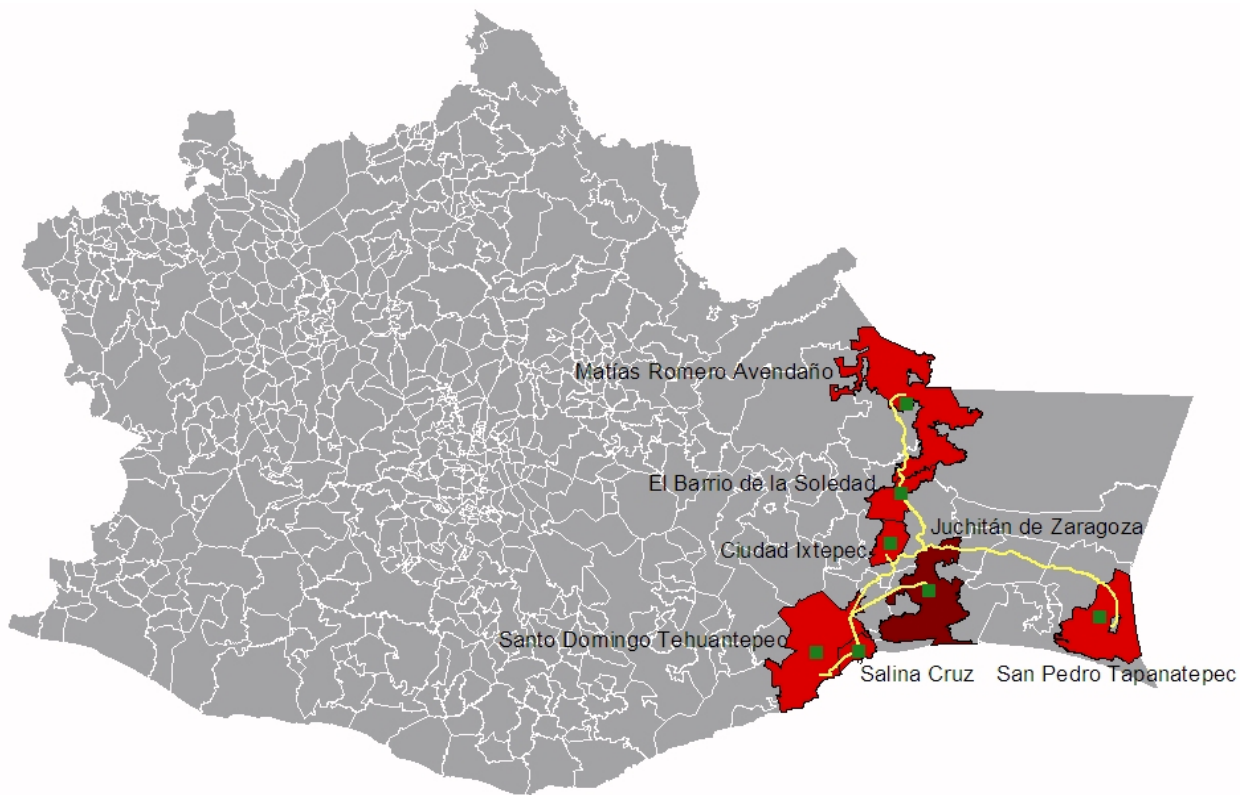 Matías Romero Avendaño
El Barrio de la Soledad
Juchitán de Zaragoza
Ciudad Ixtepec
Santo Domingo Tehuantepec
Salina Cruz
San Pedro Tapanatepec